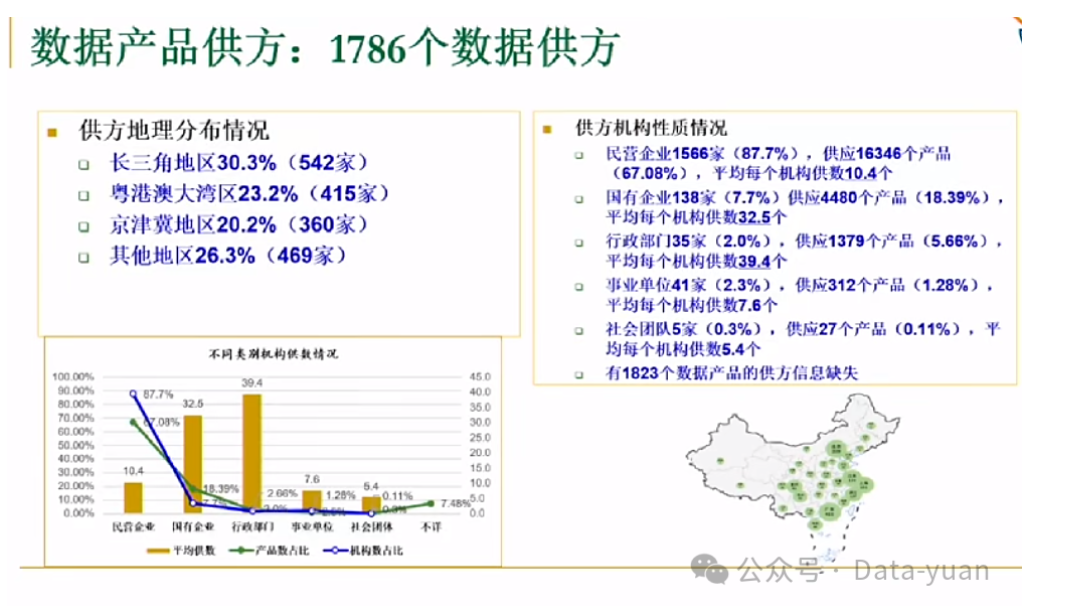 数据产品供方：1786个数据供方
供方地理分布情况
长三角地区30.3%（542家）
粤港澳大湾区23.2%（415家）
京津冀地区20.2%（360家）
其他地区26.3%（469家）
供方机构性质情况
民营企业1566家（87.7%），供应16346个产品
（67.08%），平均每个机构供数10.4个
国有企业138家（7.7%）供应4480个产品（18.39%），
平均每个机构供数32.5个
行政部门35家（2.0%），供应1379个产品（5.66%），
平均每个机构供数39.4个
事业单位41家（2.3%），供应312个产品（1.28%），
平均每个机构供数7.6个
社会团队5家（0.3%），供应27个产品（0.11%），平
均每个机构供数5.4个
有1823个数据产品的供方信息缺失
不同类别机构供数情况
100.00%
90.00%
80.00%
70.00%
60.00%
50.00%
40.00%
30.00%
20.00%
10.00%
0.00%
45.0
40.0
35.0
30.0
25.0
20.0
15.0
10.0
5.0
0.0
87.7%
67.08%
10.4
32.5
18.39%
7.7%
39.4
2.66%
2.0%
7.6
1.28%
5.4
0.11%
0.3%
7.48%
民营企业 国有企业 行政部门 事业单位 社会团体 不详
平均供数 产品数占比 机构数占比
公众号 · Data-yuan